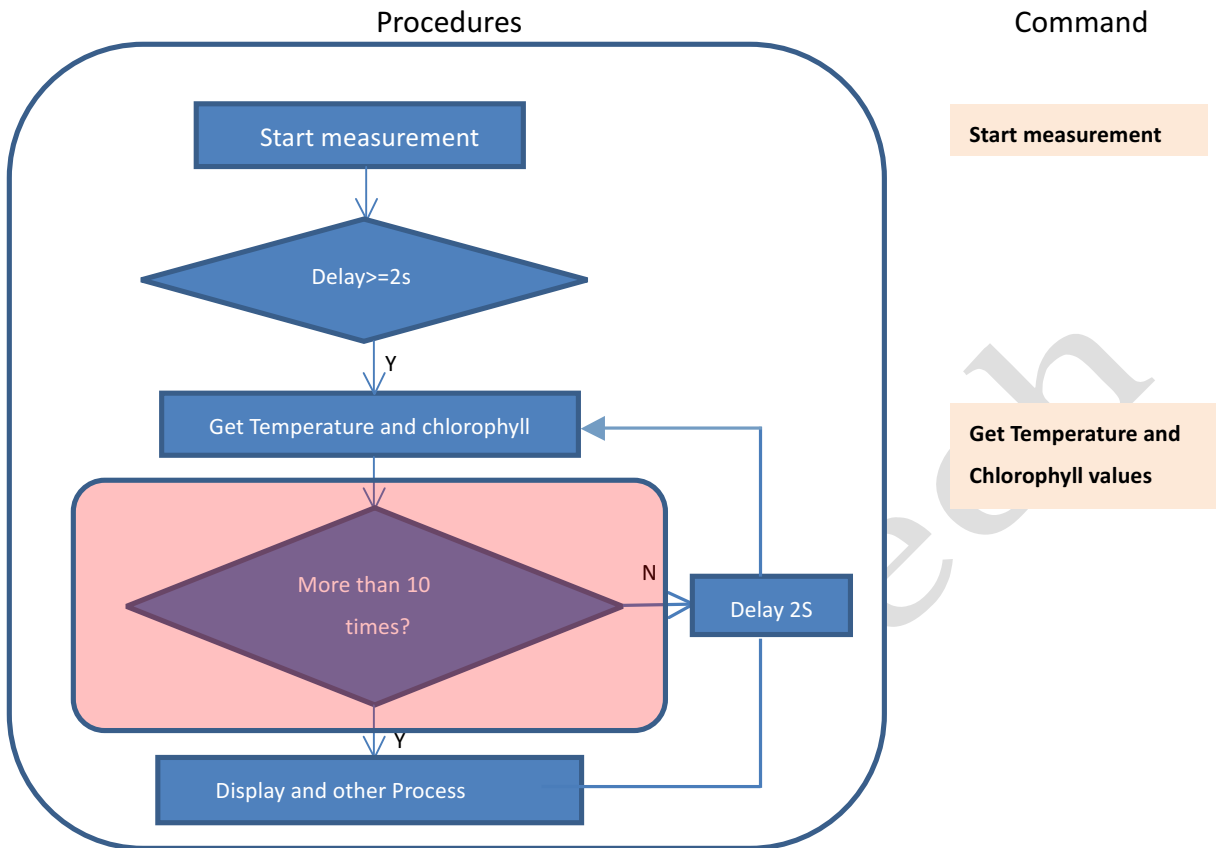 Procedures
Command
Start measurement
Start measurement
Delay>=2s
Y
Get Temperature and chlorophyll
Get Temperature and
Chlorophyll values
More than 10
times?
N
Delay 2S
Y
Display and other Process